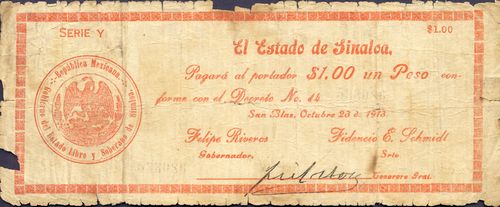 SERIE Y
$1.00
El Estado de Sinaloa,
Pagará al portador $1.00 un Peso con-
forme con el Decreto No. 14
San Blas, Octubre 23 de 1913.
Felipe Riveros Fidencio E. Schmidt
Gobernador, Srto
Tesorero Gral.
República Mexicana
Gobierno del Estado Libre y Soberano de Sinaloa